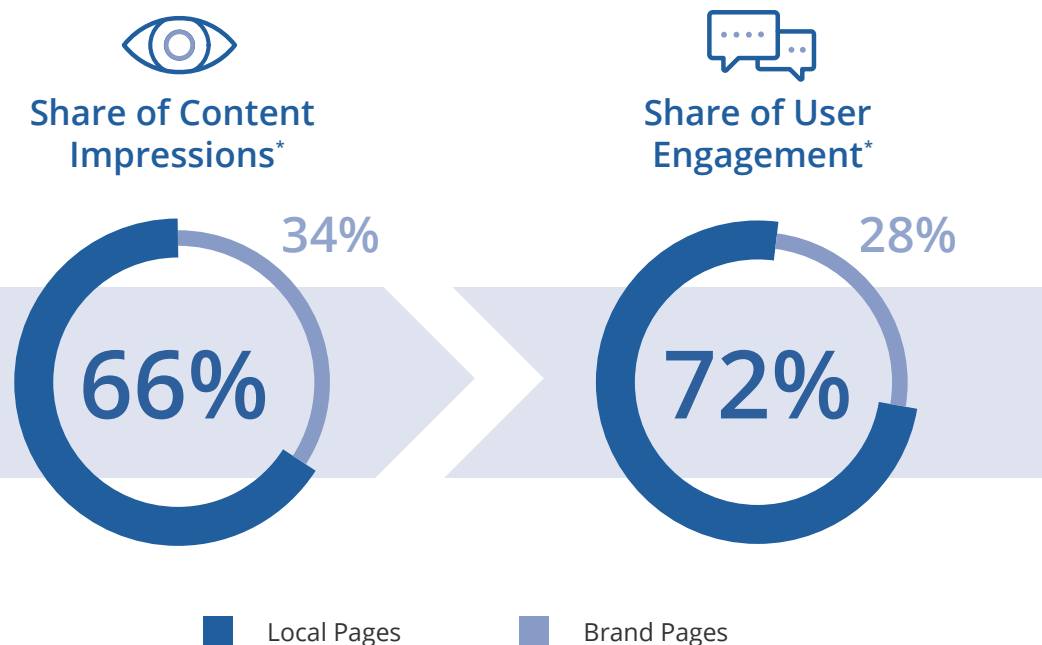 Share of Content
Impressions*
34%
66%
Share of User
Engagement*
28%
72%
Local Pages
Brand Pages